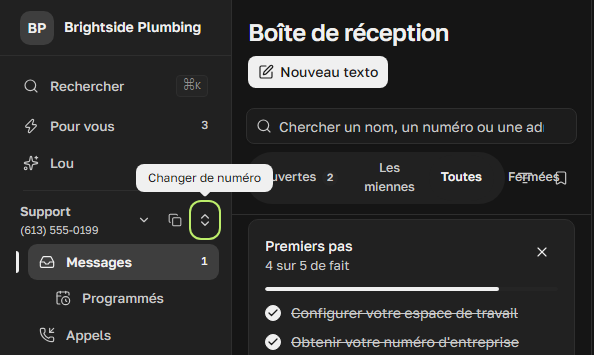 BP
Brightside Plumbing
Rechercher
⌘K
Pour vous
3
Lou
Changer de numéro
Support
(613) 555-0199
Messages
1
Programmés
Appels
Boîte de réception
Nouveau texto
Chercher un nom, un numéro ou une
uvertes 2
Les
miennes
Toutes
Fermées
Premiers pas
4 sur 5 de fait
Configurer votre espace de travail
Obtenir votre numéro d'entreprise